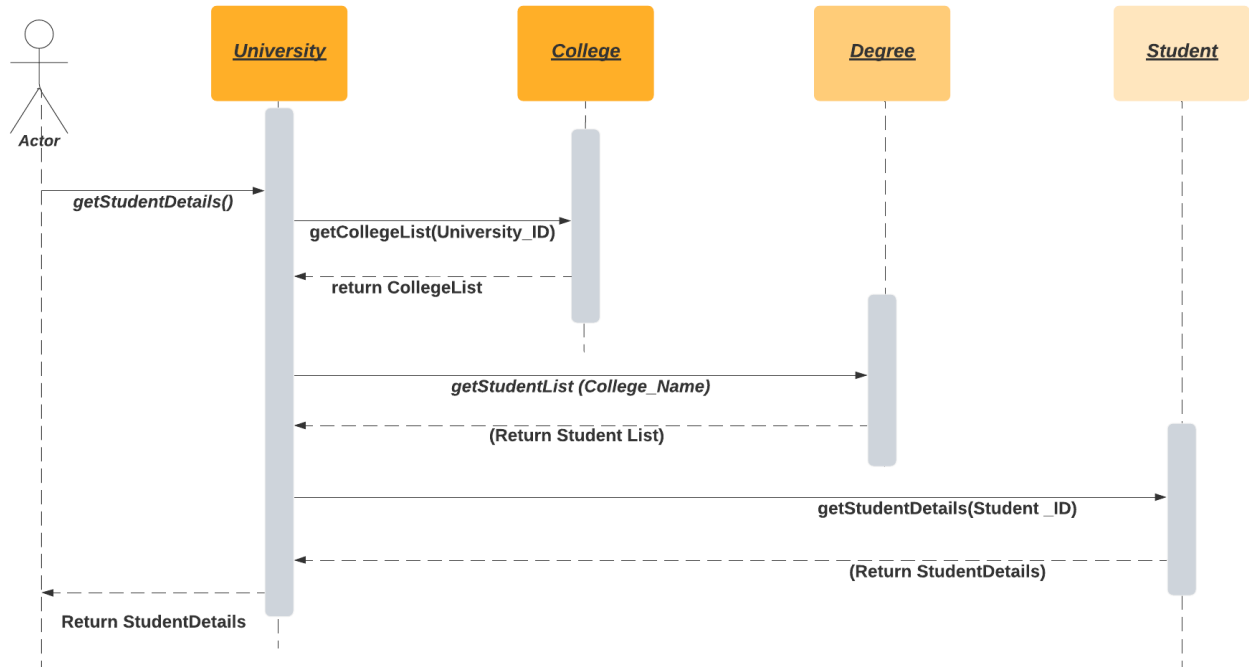 University
College
Degree
Student
Actor
getStudentDetails()
getCollegeList(University_ID)
return CollegeList
getStudentList (College_Name)
(Return Student List)
getStudentDetails(Student _ID)
(Return StudentDetails)
Return StudentDetails